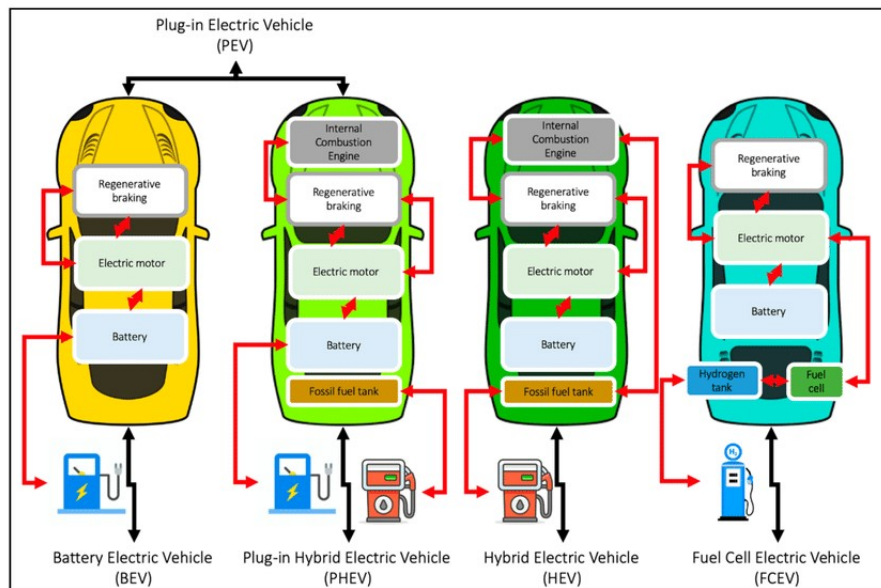 Plug-in Electric Vehicle
(PEV)
Regenerative
braking
Electric motor
Battery
Battery Electric Vehicle
(BEV)
Internal
Combustion
Engine
Regenerative
braking
Electric motor
Battery
Fossil fuel tank
Plug-in Hybrid Electric Vehicle
(PHEV)
Internal
Combustion
Engine
Regenerative
braking
Electric motor
Battery
Fossil fuel tank
Hybrid Electric Vehicle
(HEV)
Regenerative
braking
Electric motor
Battery
Hydrogen
tank
Fuel
cell
H2
Fuel Cell Electric Vehicle
(FCEV)